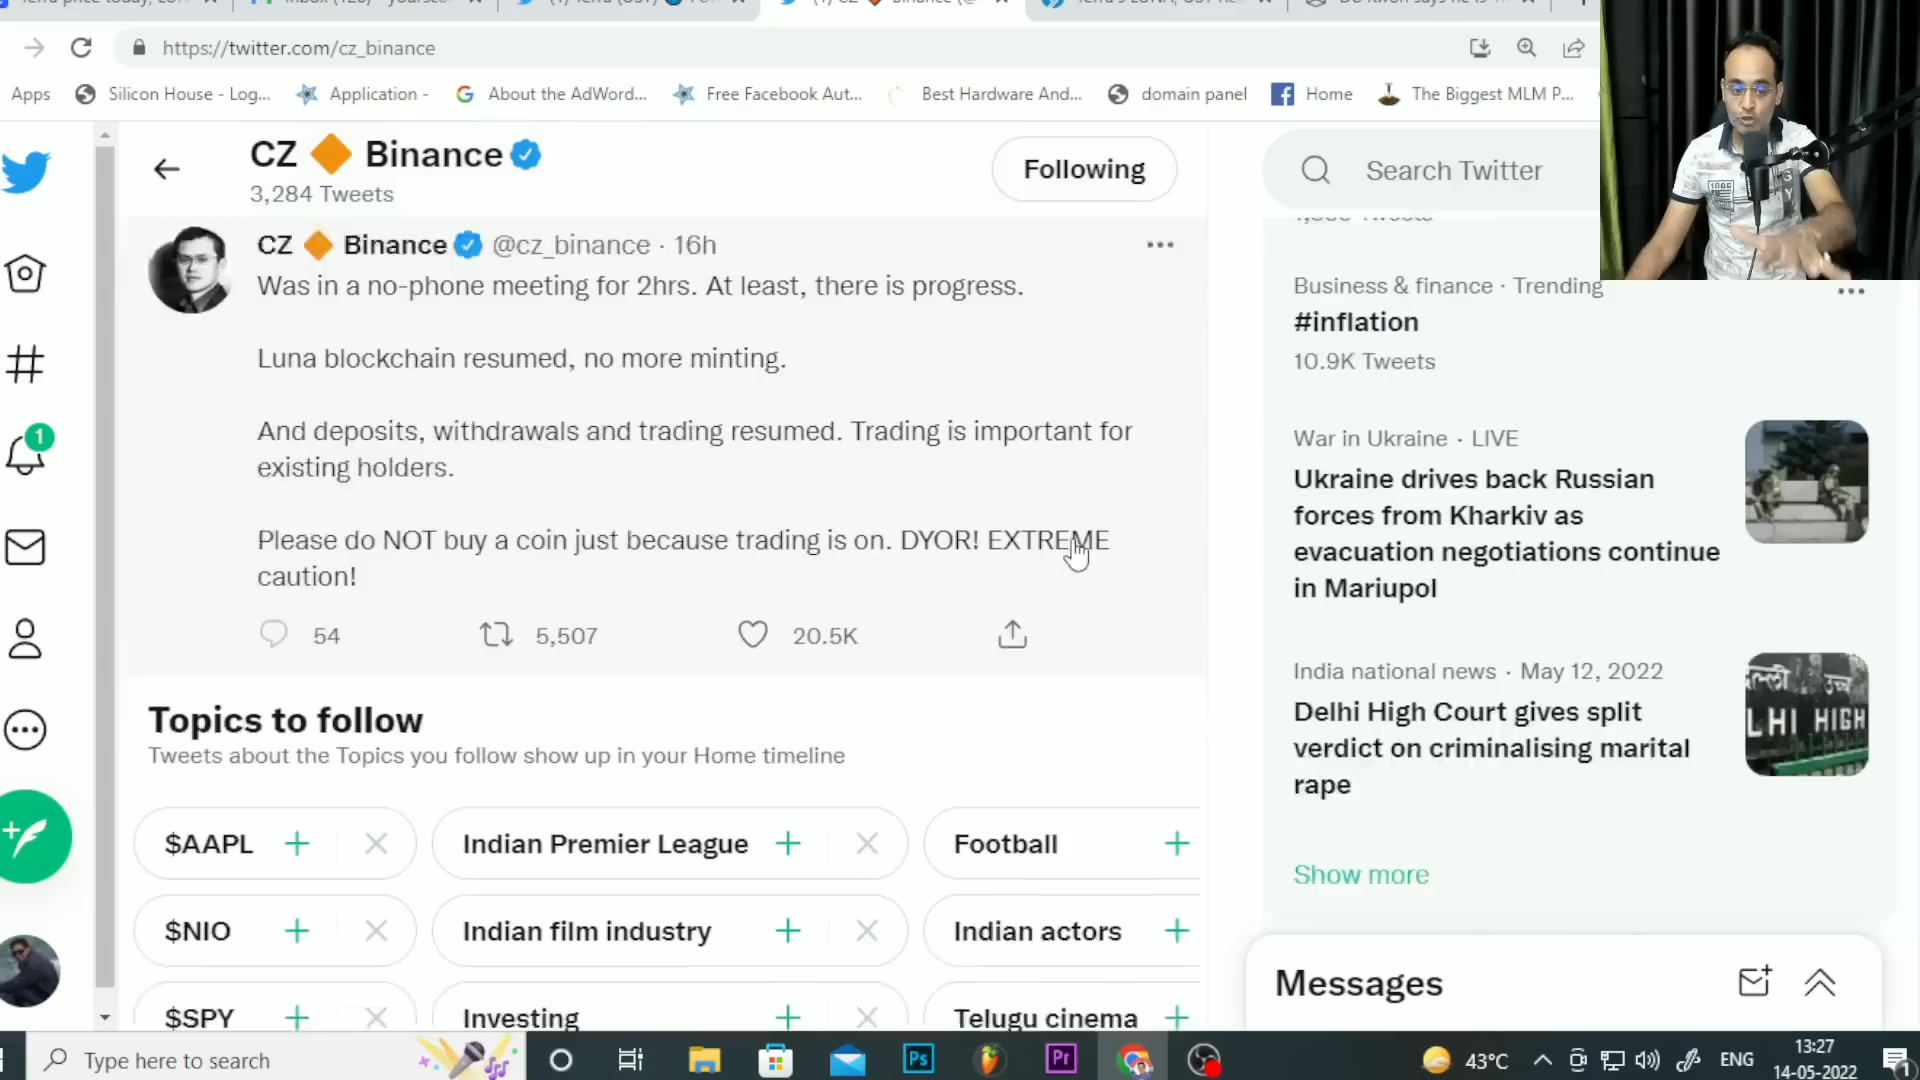 https://twitter.com/cz_binance
Apps
Silicon House - Log...
Application -
About the AdWord...
Free Facebook Aut...
Best Hardware And...
domain panel
Home
The Biggest MLM P...
CZ 🔶 Binance
3,284 Tweets
Following
Search Twitter
CZ 🔶 Binance @cz_binance · 16h
Was in a no-phone meeting for 2hrs. At least, there is progress.
Luna blockchain resumed, no more minting.
And deposits, withdrawals and trading resumed. Trading is important for
existing holders.
Please do NOT buy a coin just because trading is on. DYOR! EXTREME
caution!
54
5,507
20.5K
Topics to follow
Tweets about the Topics you follow show up in your Home timeline
$AAPL
Indian Premier League
Football
$NIO
Indian film industry
Indian actors
$SPY
Investing
Telugu cinema
Business & finance · Trending
#inflation
10.9K Tweets
War in Ukraine · LIVE
Ukraine drives back Russian
forces from Kharkiv as
evacuation negotiations continue
in Mariupol
India national news · May 12, 2022
Delhi High Court gives split
verdict on criminalising marital
rape
LHI HIGH
Show more
Messages
1
Type here to search
Ps
Pr
43°C
ENG
13:27
14-05-2022
1